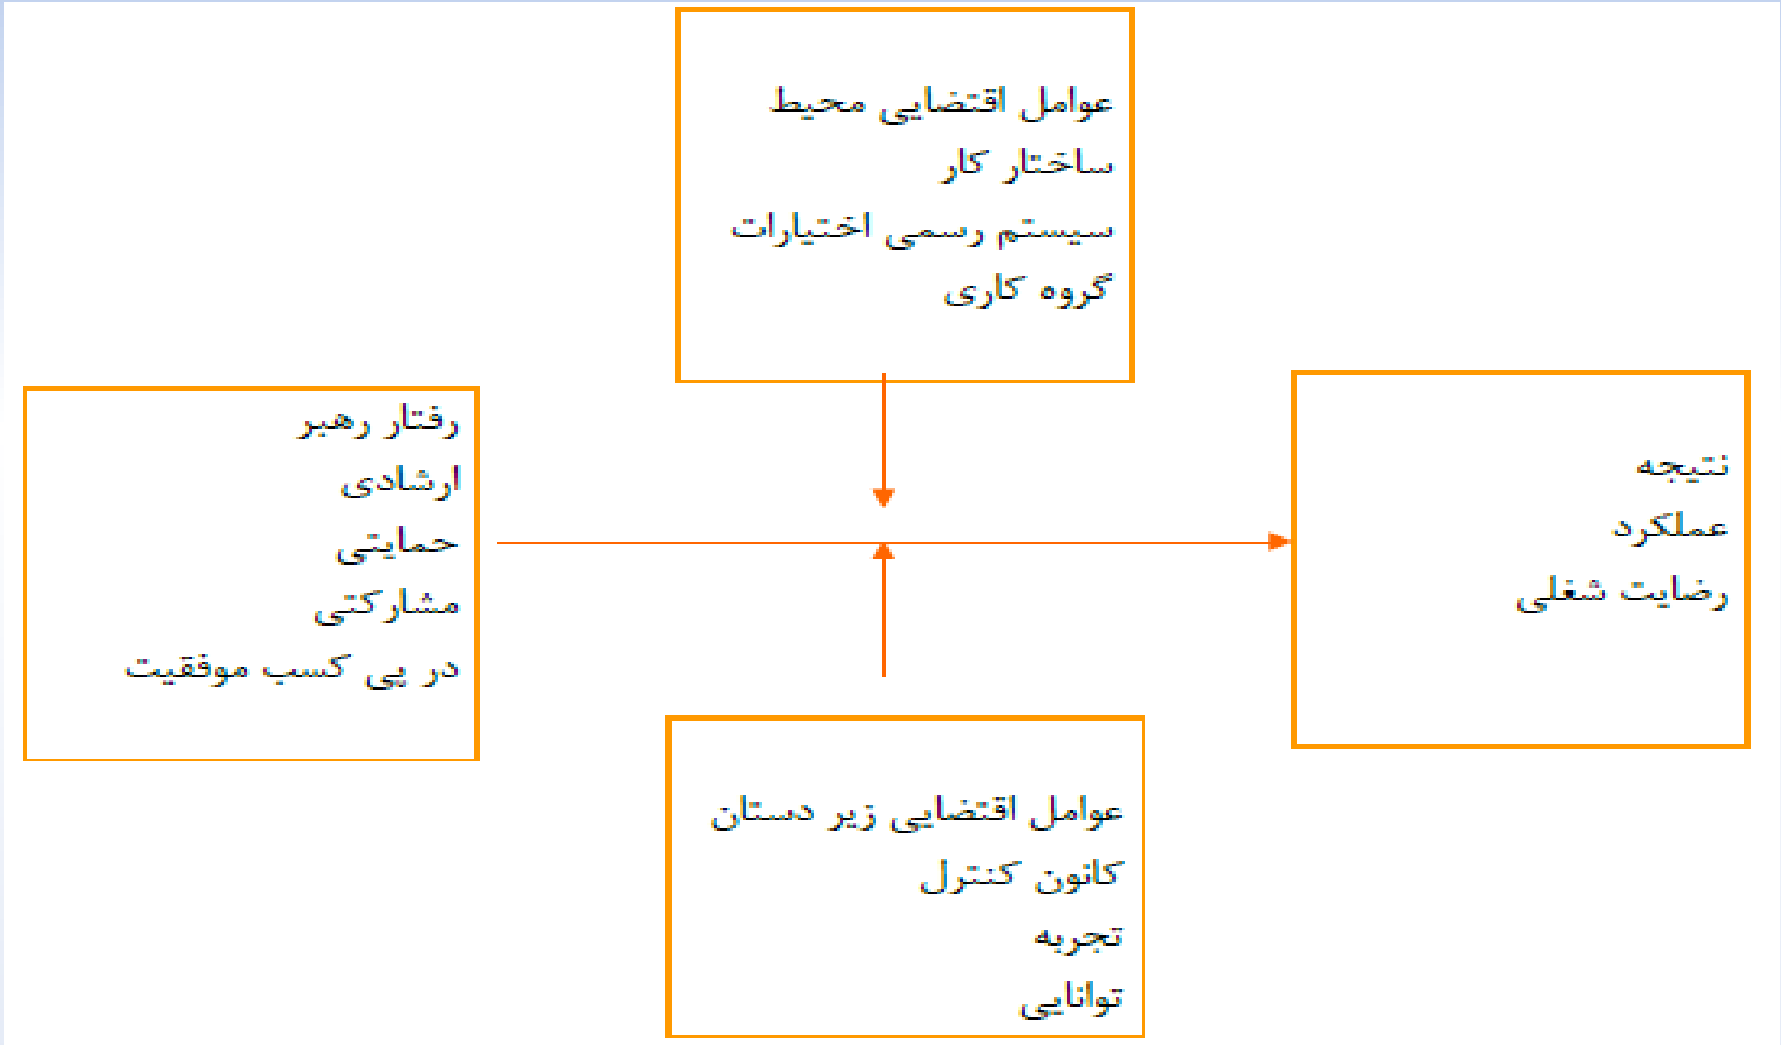 عوامل اقتضایی محیط
ساختار کار
سیستم رسمی اختیارات
گروه کاری
رفتار رهبر
ارشادی
حمایتی
مشارکتی
در پی کسب موفقیت
نتیجه
عملکرد
رضایت شغلی
عوامل اقتضایی زیر دستان
کانون کنترل
تجربه
توانایی